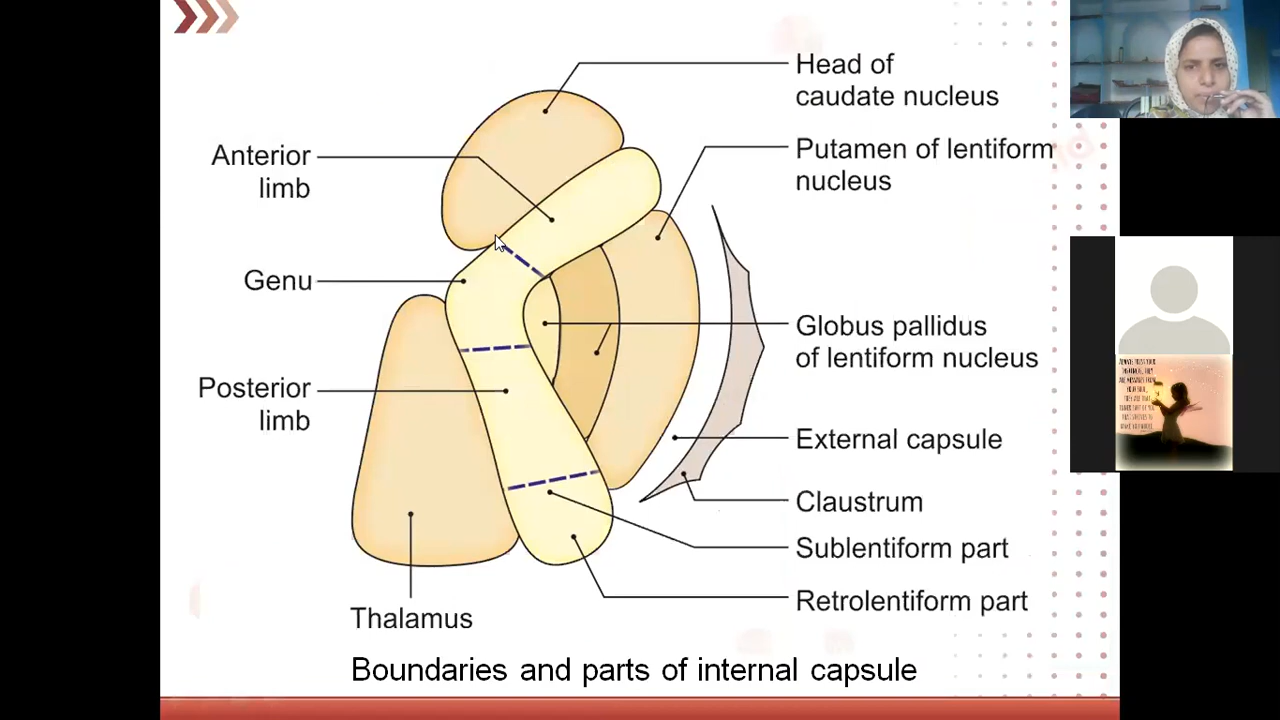 Head of
caudate nucleus
Anterior
limb
Putamen of lentiform
nucleus
Genu
Globus pallidus
of lentiform nucleus
Posterior
limb
External capsule
Claustrum
Sublentiform part
Retrolentiform part
Thalamus
Boundaries and parts of internal capsule